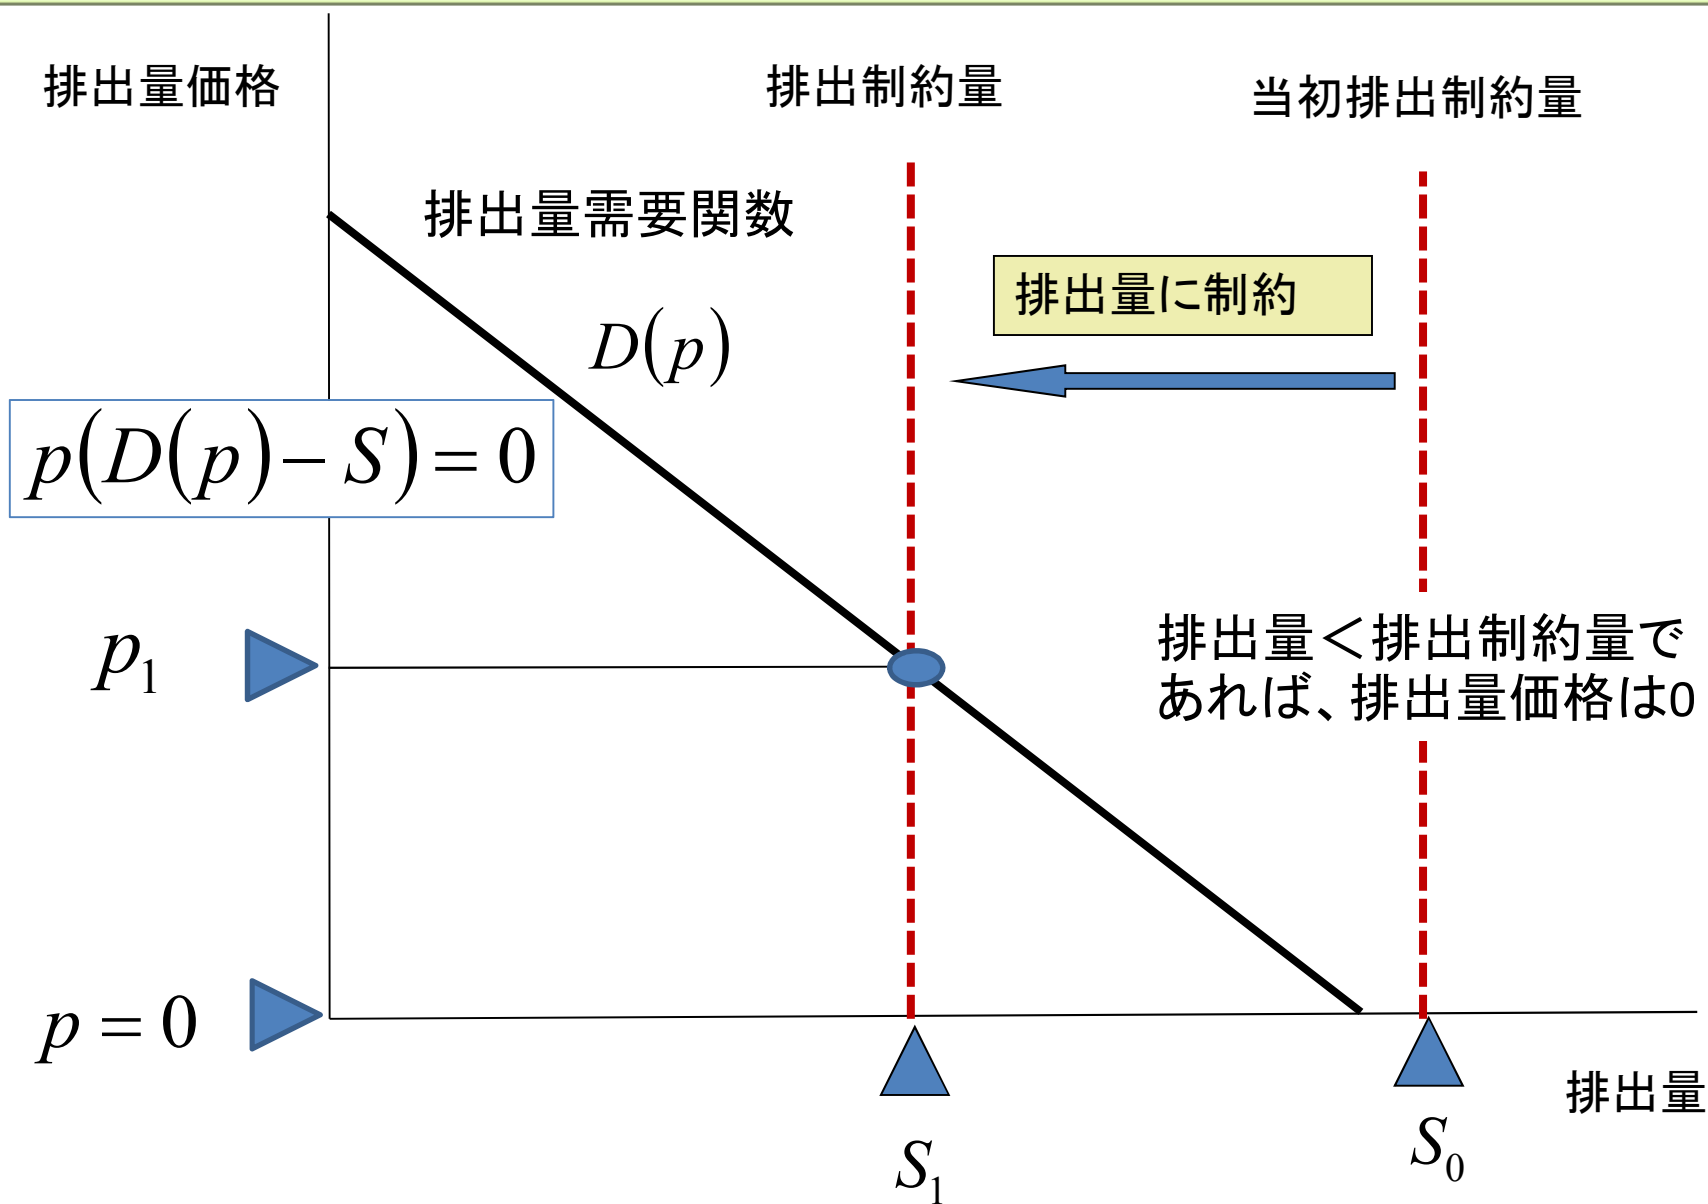 排出量価格
排出制約量
当初排出制約量
排出量需要関数
D(p)
排出量に制約
p(D(p)−S)=0
p₁
排出量＜排出制約量で
あれば、排出量価格は0
p=0
排出量
S₁
S₀